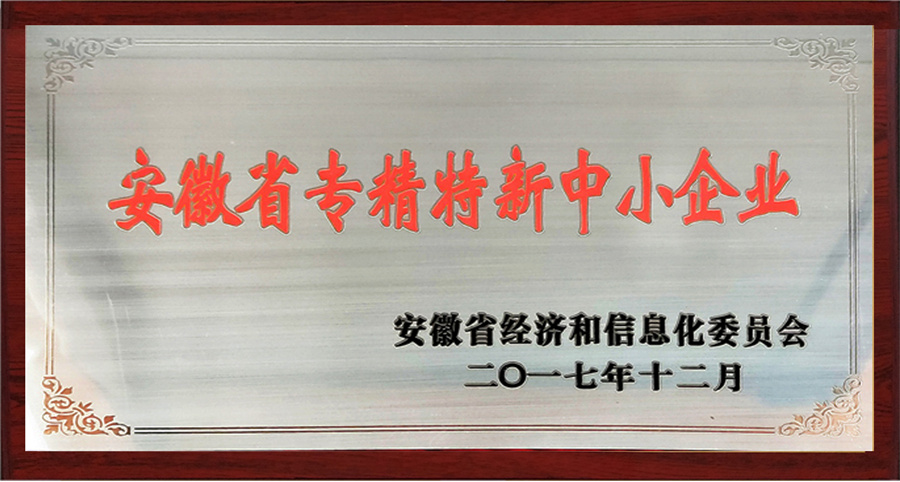 安徽省专精特新中小企业
安徽省经济和信息化委员会
二〇一七年十二月